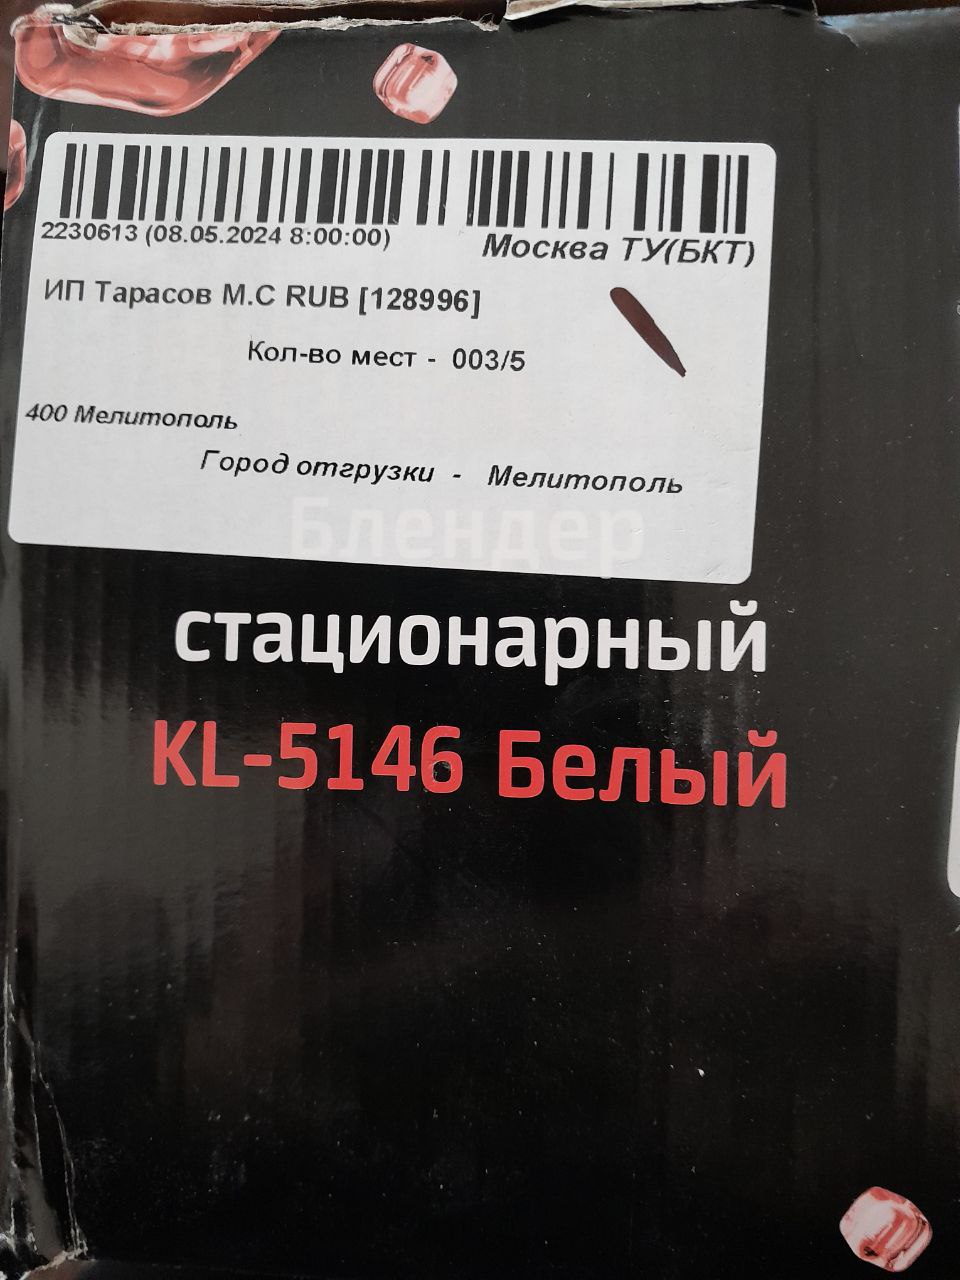 2230613 (08.05.2024 8:00:00)
Москва ТУ(БКТ)
ИП Тарасов М.С RUB [128996]
Кол-во мест - 003/5
400 Мелитополь
Город отгрузки - Мелитополь
Блендер
стационарный
KL-5146 Белый